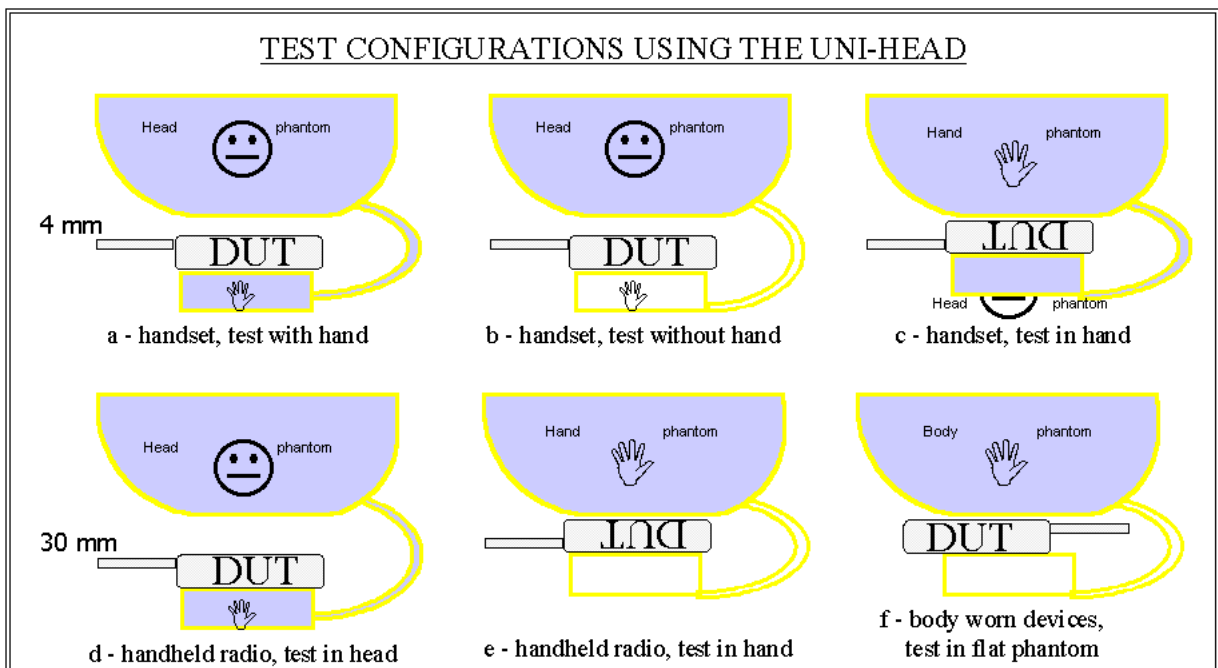 TEST CONFIGURATIONS USING THE UNI-HEAD
Head phantom
Head phantom
Hand phantom
4 mm
DUT
DUT
DUT
Head phantom
a - handset, test with hand
b - handset, test without hand
c - handset, test in hand
Head phantom
Hand phantom
Body phantom
30 mm
DUT
DUT
DUT
d - handheld radio, test in head
e - handheld radio, test in hand
f - body worn devices,
test in flat phantom